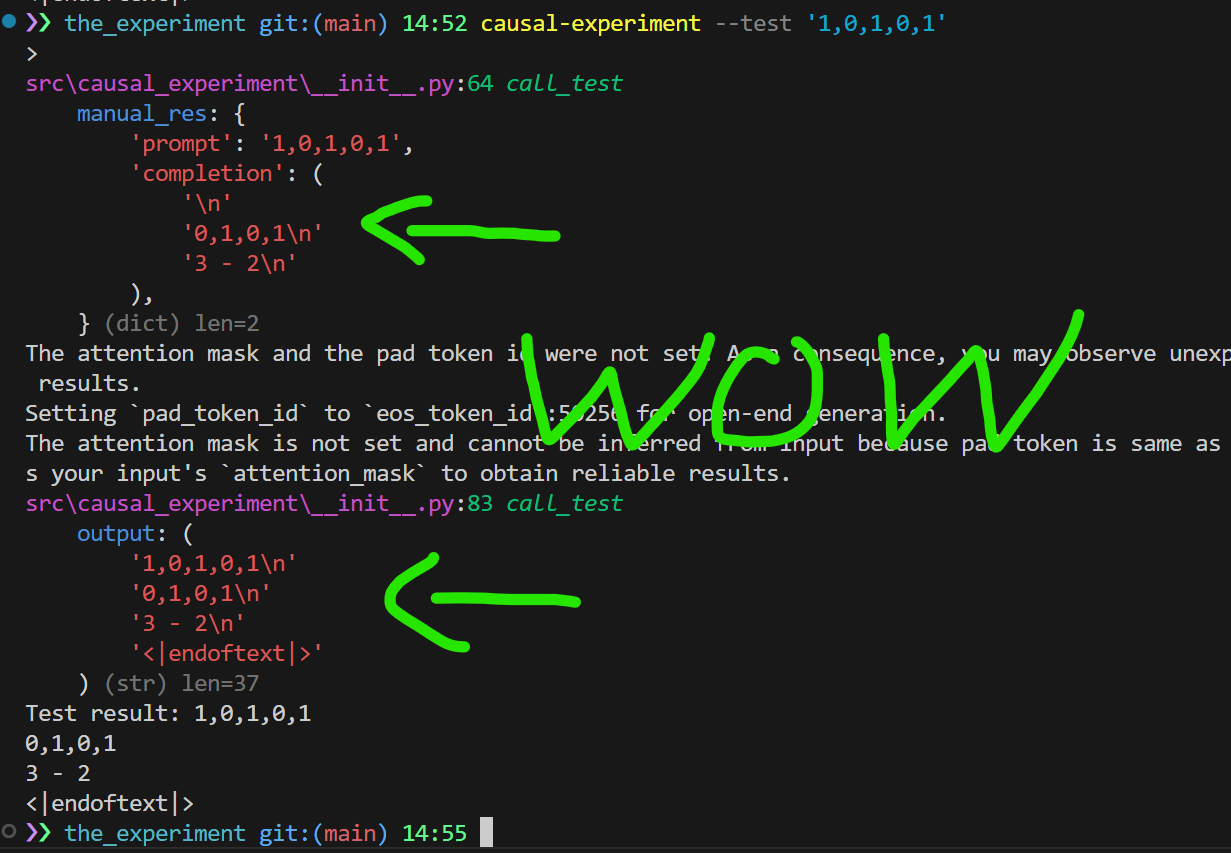 <|endoftext|>
❯❯ the_experiment git:(main) 14:52 causal-experiment --test '1,0,1,0,1'
>
src\causal_experiment\__init__.py:64 call_test
    manual_res: {
        'prompt': '1,0,1,0,1',
        'completion': (
            '\n'
            '0,1,0,1\n'
            '3 - 2\n'
        ),
    } (dict) len=2
The attention mask and the pad token id were not set. As a consequence, you may observe unexp
 results.
Setting `pad_token_id` to `eos_token_id`:50256 for open-end generation.
The attention mask is not set and cannot be inferred from input because pad token is same as
s your input's `attention_mask` to obtain reliable results.
WOW
src\causal_experiment\__init__.py:83 call_test
    output: (
        '1,0,1,0,1\n'
        '0,1,0,1\n'
        '3 - 2\n'
        '<|endoftext|>'
    ) (str) len=37
Test result: 1,0,1,0,1
0,1,0,1
3 - 2
<|endoftext|>
❯❯ the_experiment git:(main) 14:55